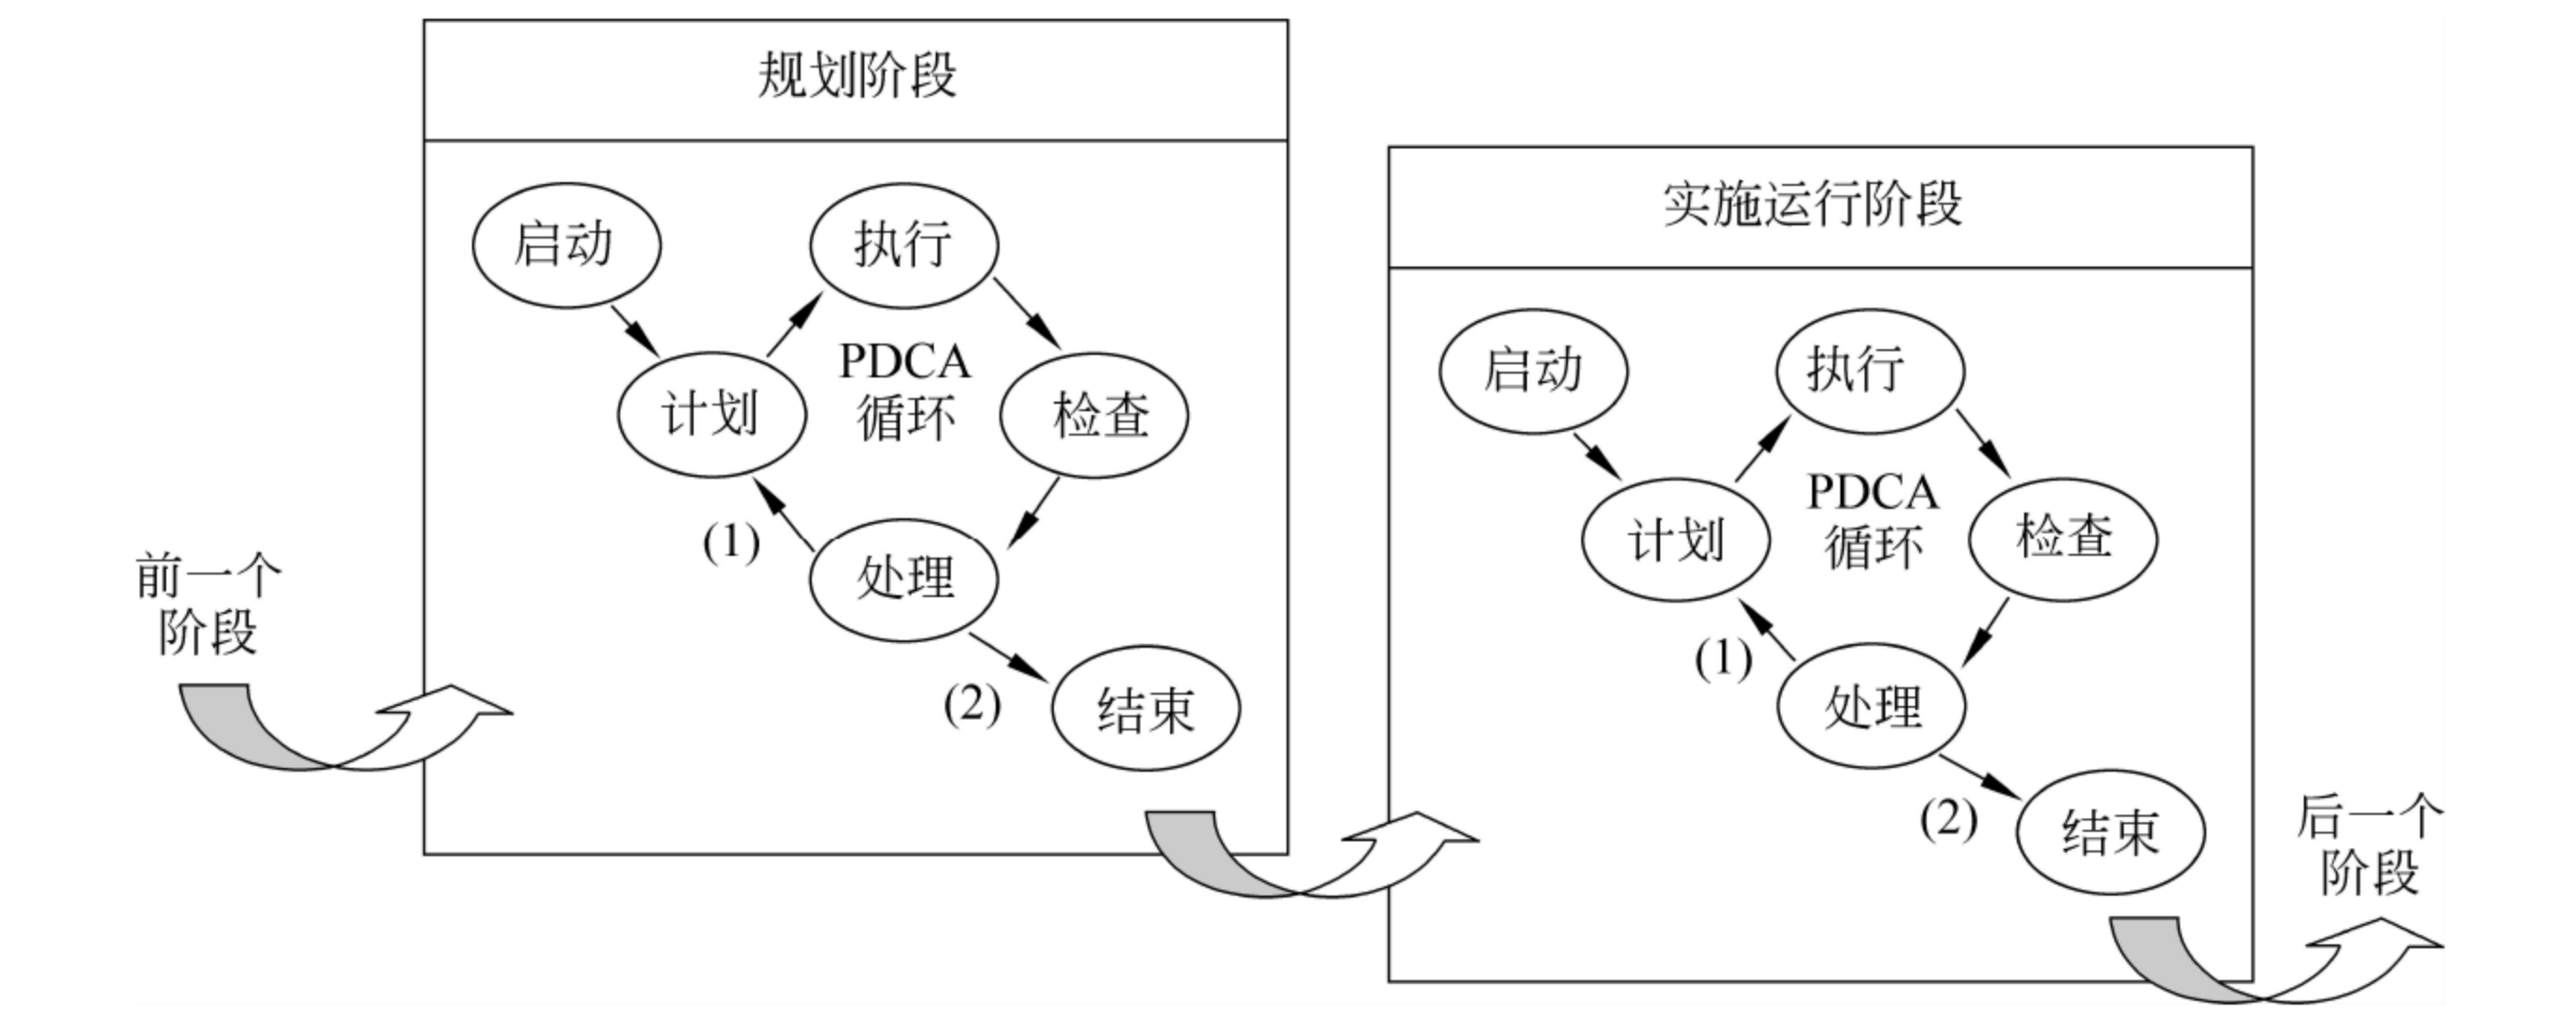 规划阶段
启动
执行
PDCA
循环
计划
检查
(1)
处理
(2)
结束
前一个
阶段
实施运行阶段
启动
执行
PDCA
循环
计划
检查
(1)
处理
(2)
结束
后一个
阶段